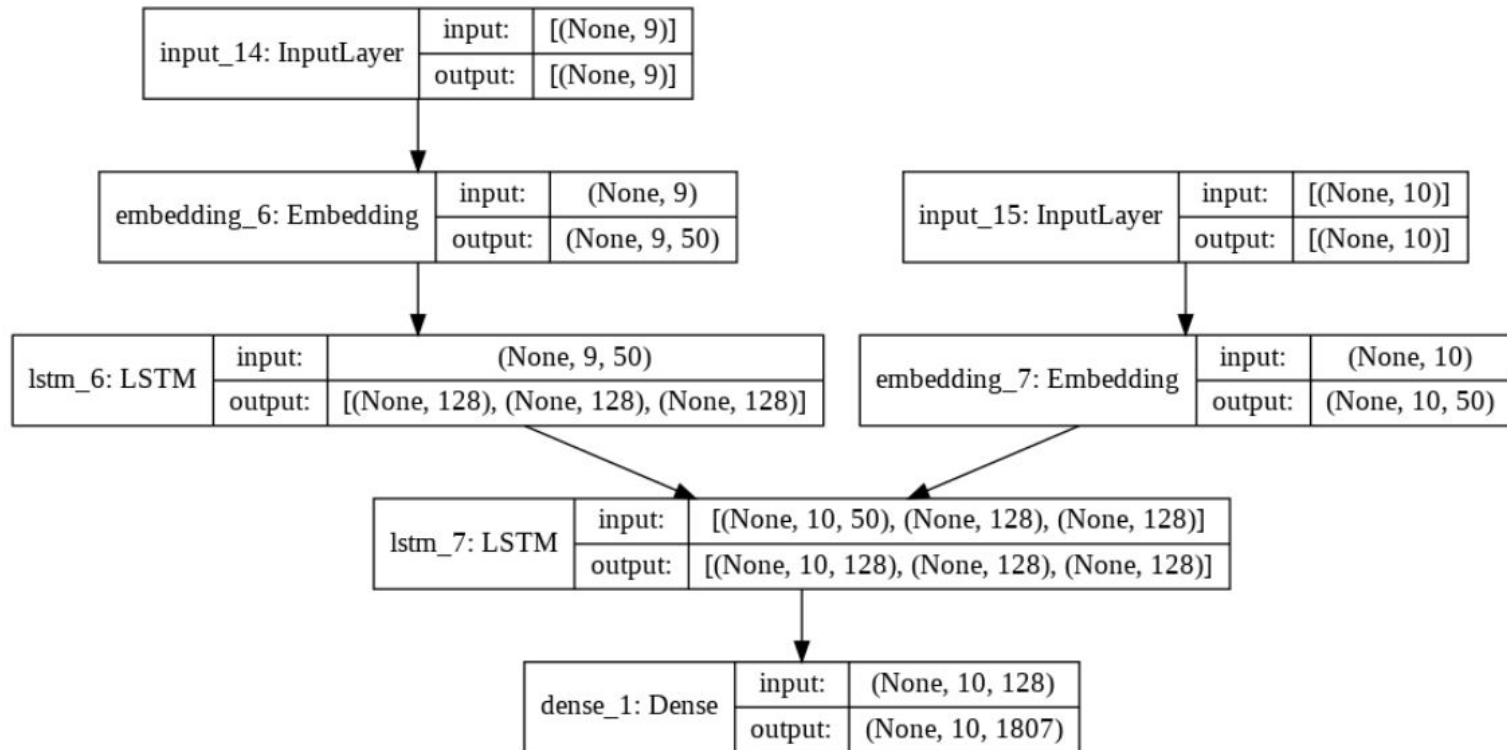 input_14: InputLayer
input: [(None, 9)]
output: [(None, 9)]
embedding_6: Embedding
input: (None, 9)
output: (None, 9, 50)
input_15: InputLayer
input: [(None, 10)]
output: [(None, 10)]
lstm_6: LSTM
input: (None, 9, 50)
output: [(None, 128), (None, 128), (None, 128)]
embedding_7: Embedding
input: (None, 10)
output: (None, 10, 50)
lstm_7: LSTM
input: [(None, 10, 50), (None, 128), (None, 128)]
output: [(None, 10, 128), (None, 128), (None, 128)]
dense_1: Dense
input: (None, 10, 128)
output: (None, 10, 1807)